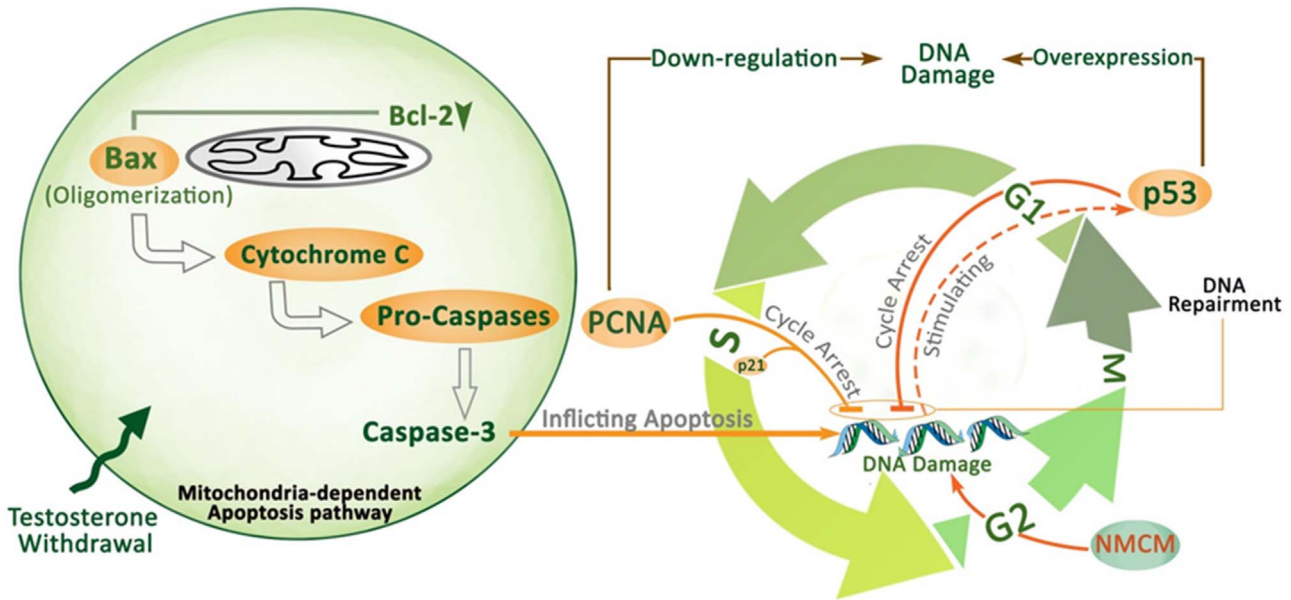 Down-regulation
DNA
Damage
Overexpression
Bcl-2
Bax
(Oligomerization)
Cytochrome C
Pro-Caspases
Caspase-3
Mitochondria-dependent
Apoptosis pathway
Testosterone
Withdrawal
Inflicting Apoptosis
PCNA
p53
G1
Cycle Arrest
Stimulating
DNA
Repairment
Cycle Arrest
S
p21
M
DNA Damage
G2
NMCM